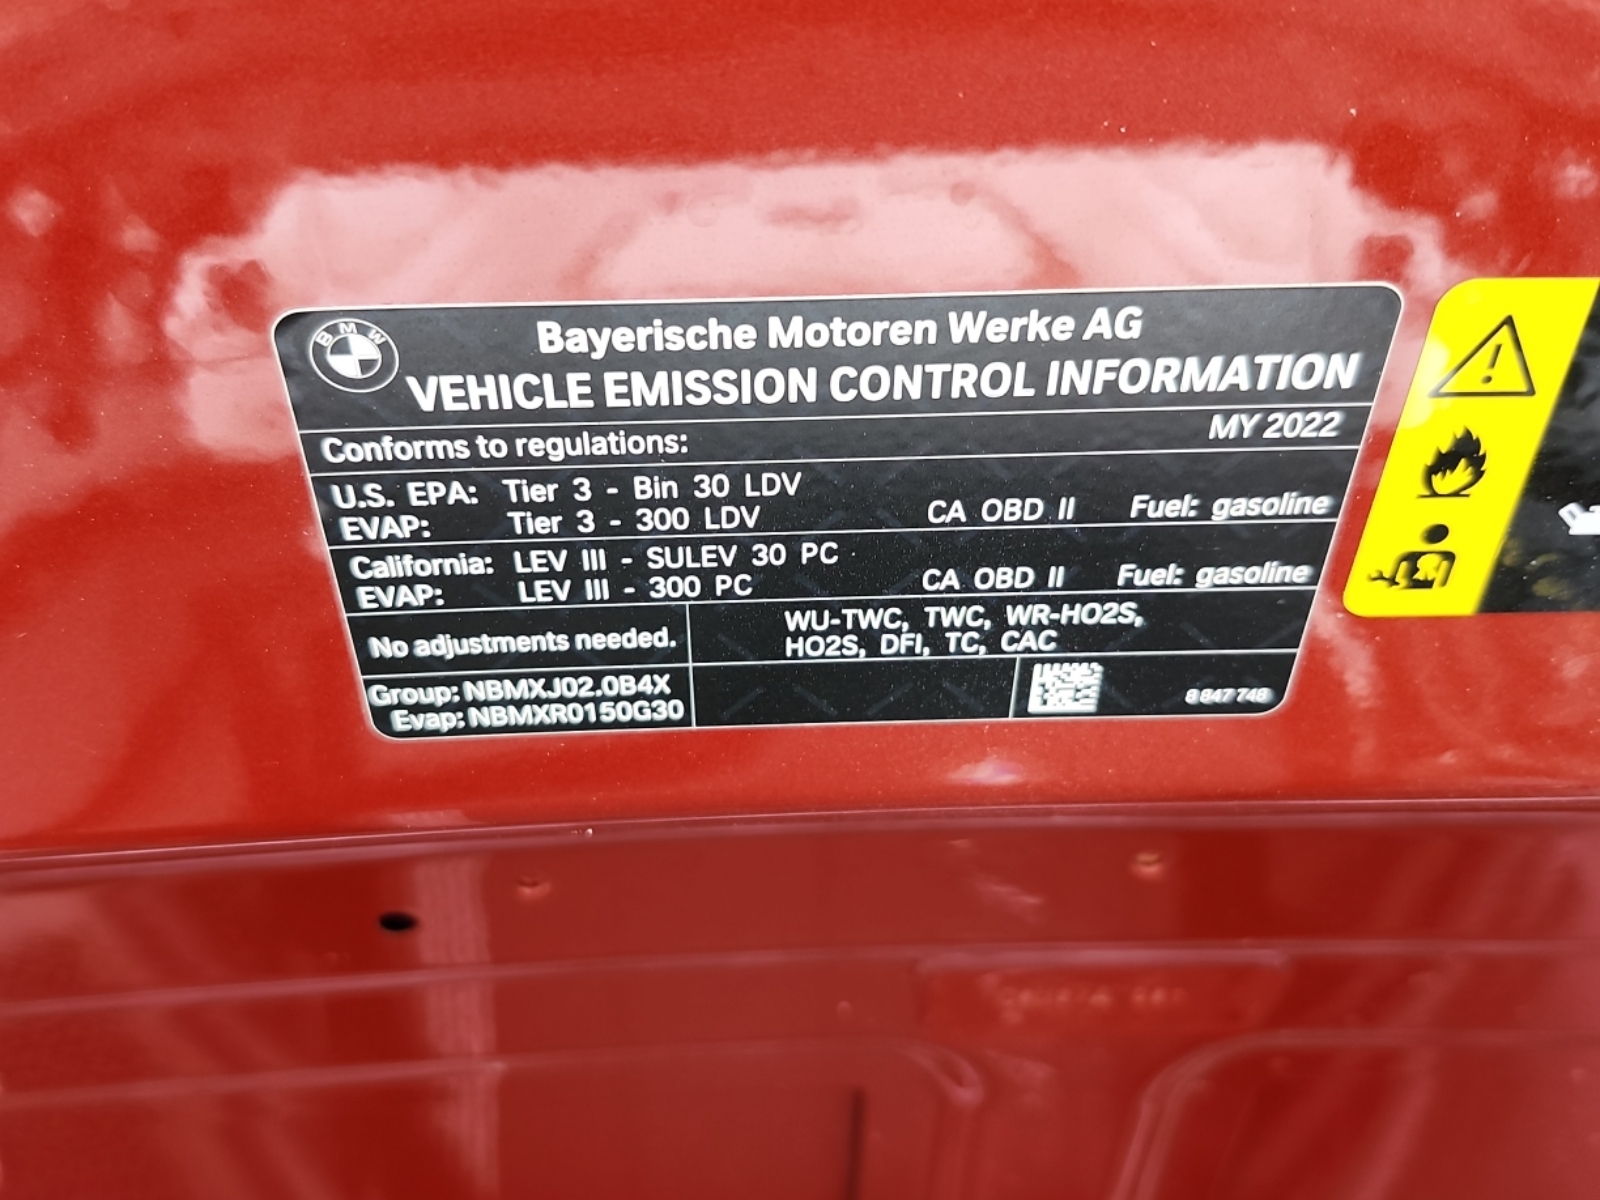 BMW
Bayerische Motoren Werke AG
VEHICLE EMISSION CONTROL INFORMATION
Conforms to regulations:
MY 2022
U.S. EPA: Tier 3 - Bin 30 LDV
EVAP: Tier 3 - 300 LDV CA OBD II Fuel: gasoline
California: LEV III - SULEV 30 PC
EVAP: LEV III - 300 PC CA OBD II Fuel: gasoline
No adjustments needed.
WU-TWC, TWC, WR-HO2S,
HO2S, DFI, TC, CAC
Group: NBMXJ02.0B4X
Evap: NBMXR0150G30
8 847 748